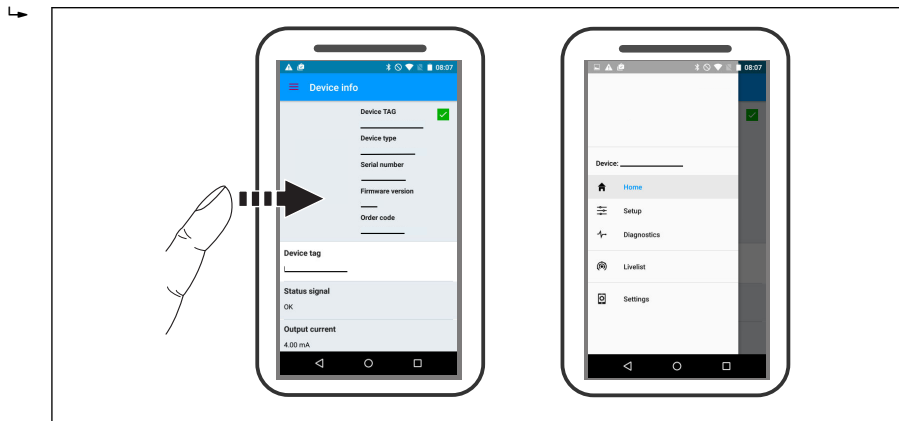 08:07
Device info
Device TAG
Device type
Serial number
Firmware version
Order code
Device tag
Status signal
OK
Output current
4.00 mA
08:07
Device:
Home
Setup
Diagnostics
Livelist
Settings